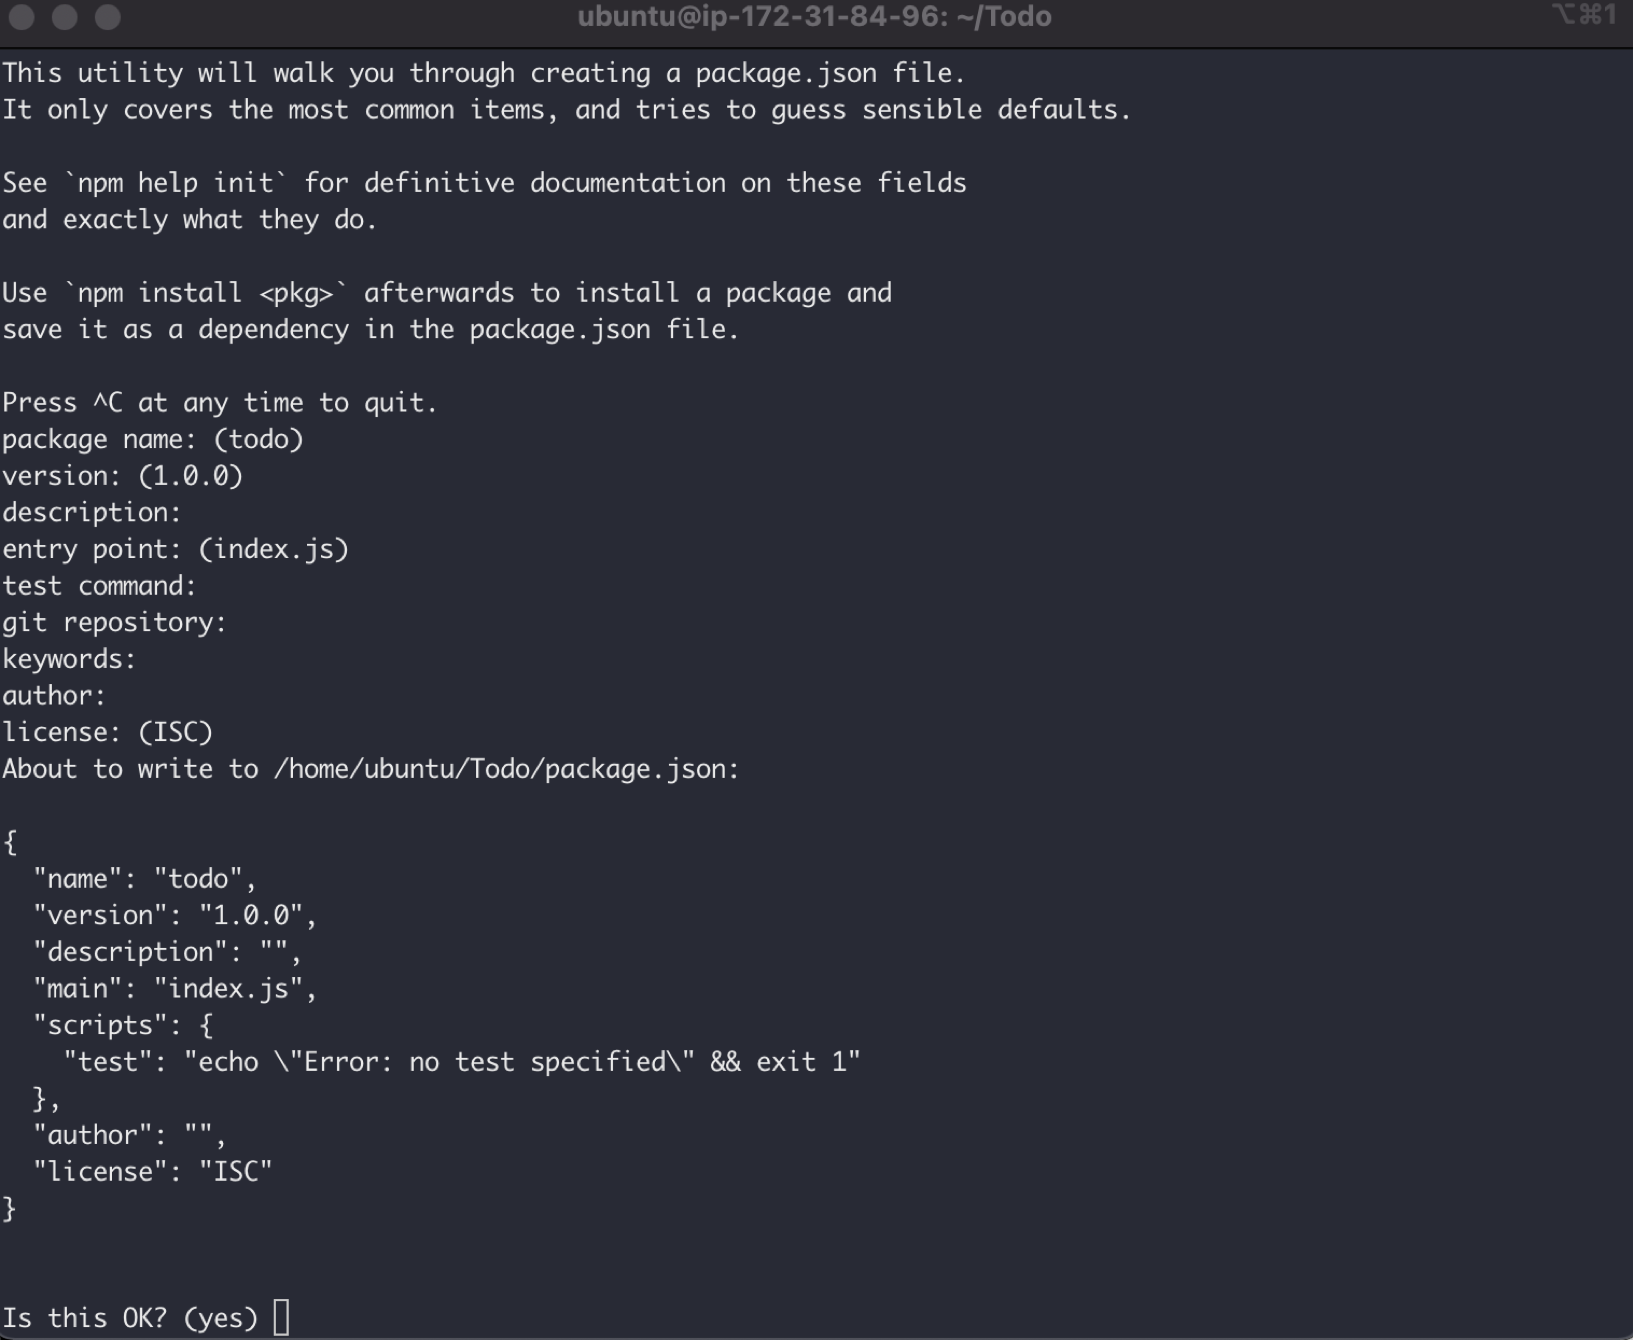 ubuntu@ip-172-31-84-96: ~/Todo
⌥⌘1
This utility will walk you through creating a package.json file.
It only covers the most common items, and tries to guess sensible defaults.
See `npm help init` for definitive documentation on these fields
and exactly what they do.
Use `npm install <pkg>` afterwards to install a package and
save it as a dependency in the package.json file.
Press ^C at any time to quit.
package name: (todo)
version: (1.0.0)
description:
entry point: (index.js)
test command:
git repository:
keywords:
author:
license: (ISC)
About to write to /home/ubuntu/Todo/package.json:
{
  "name": "todo",
  "version": "1.0.0",
  "description": "",
  "main": "index.js",
  "scripts": {
    "test": "echo \"Error: no test specified\" && exit 1"
  },
  "author": "",
  "license": "ISC"
}
Is this OK? (yes)